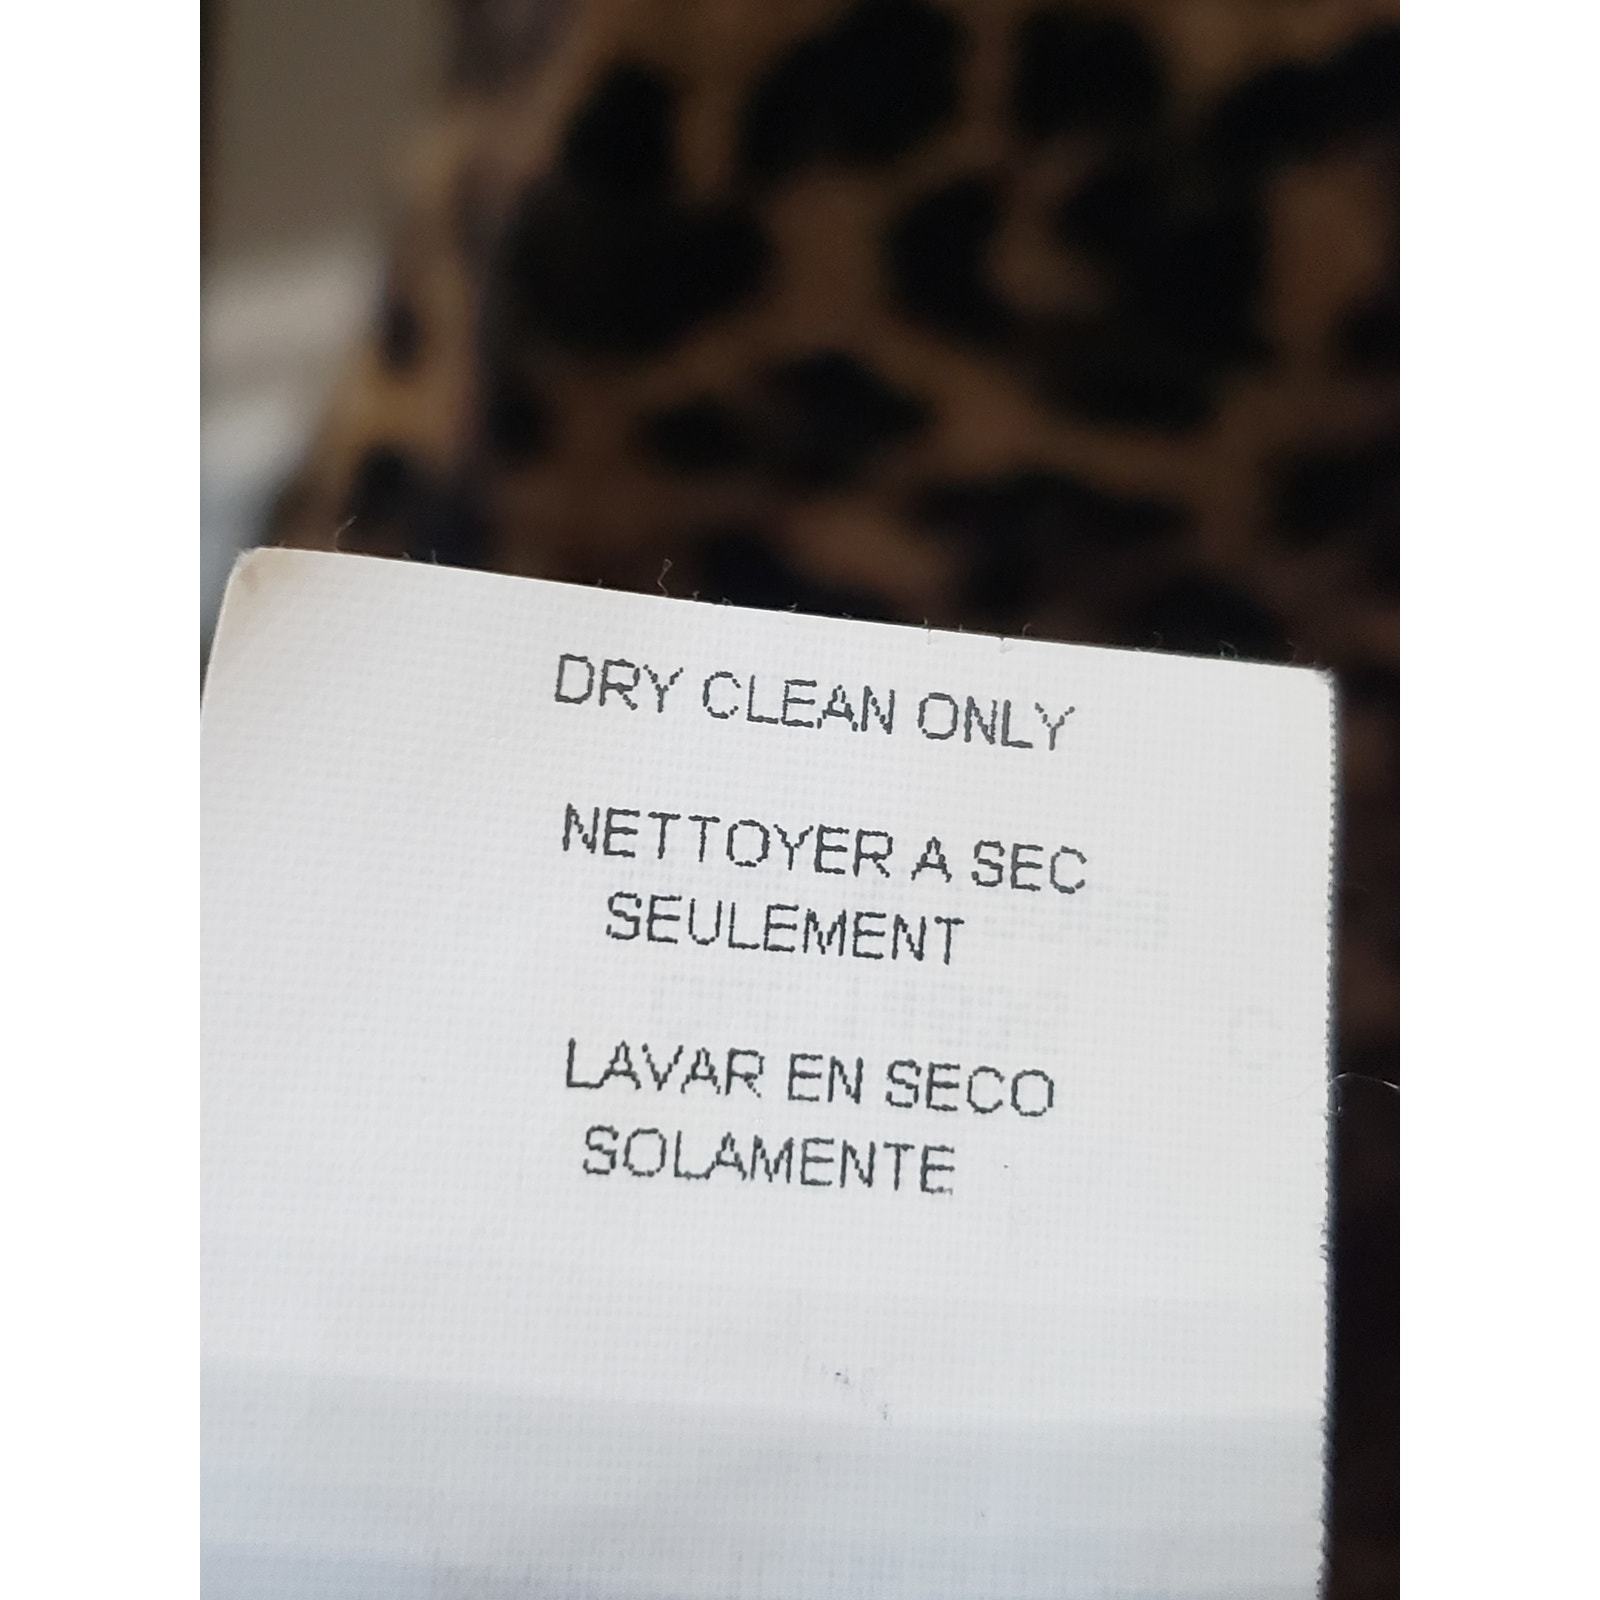 DRY CLEAN ONLY
NETTOYER A SEC
SEULEMENT
LAVAR EN SECO
SOLAMENTE